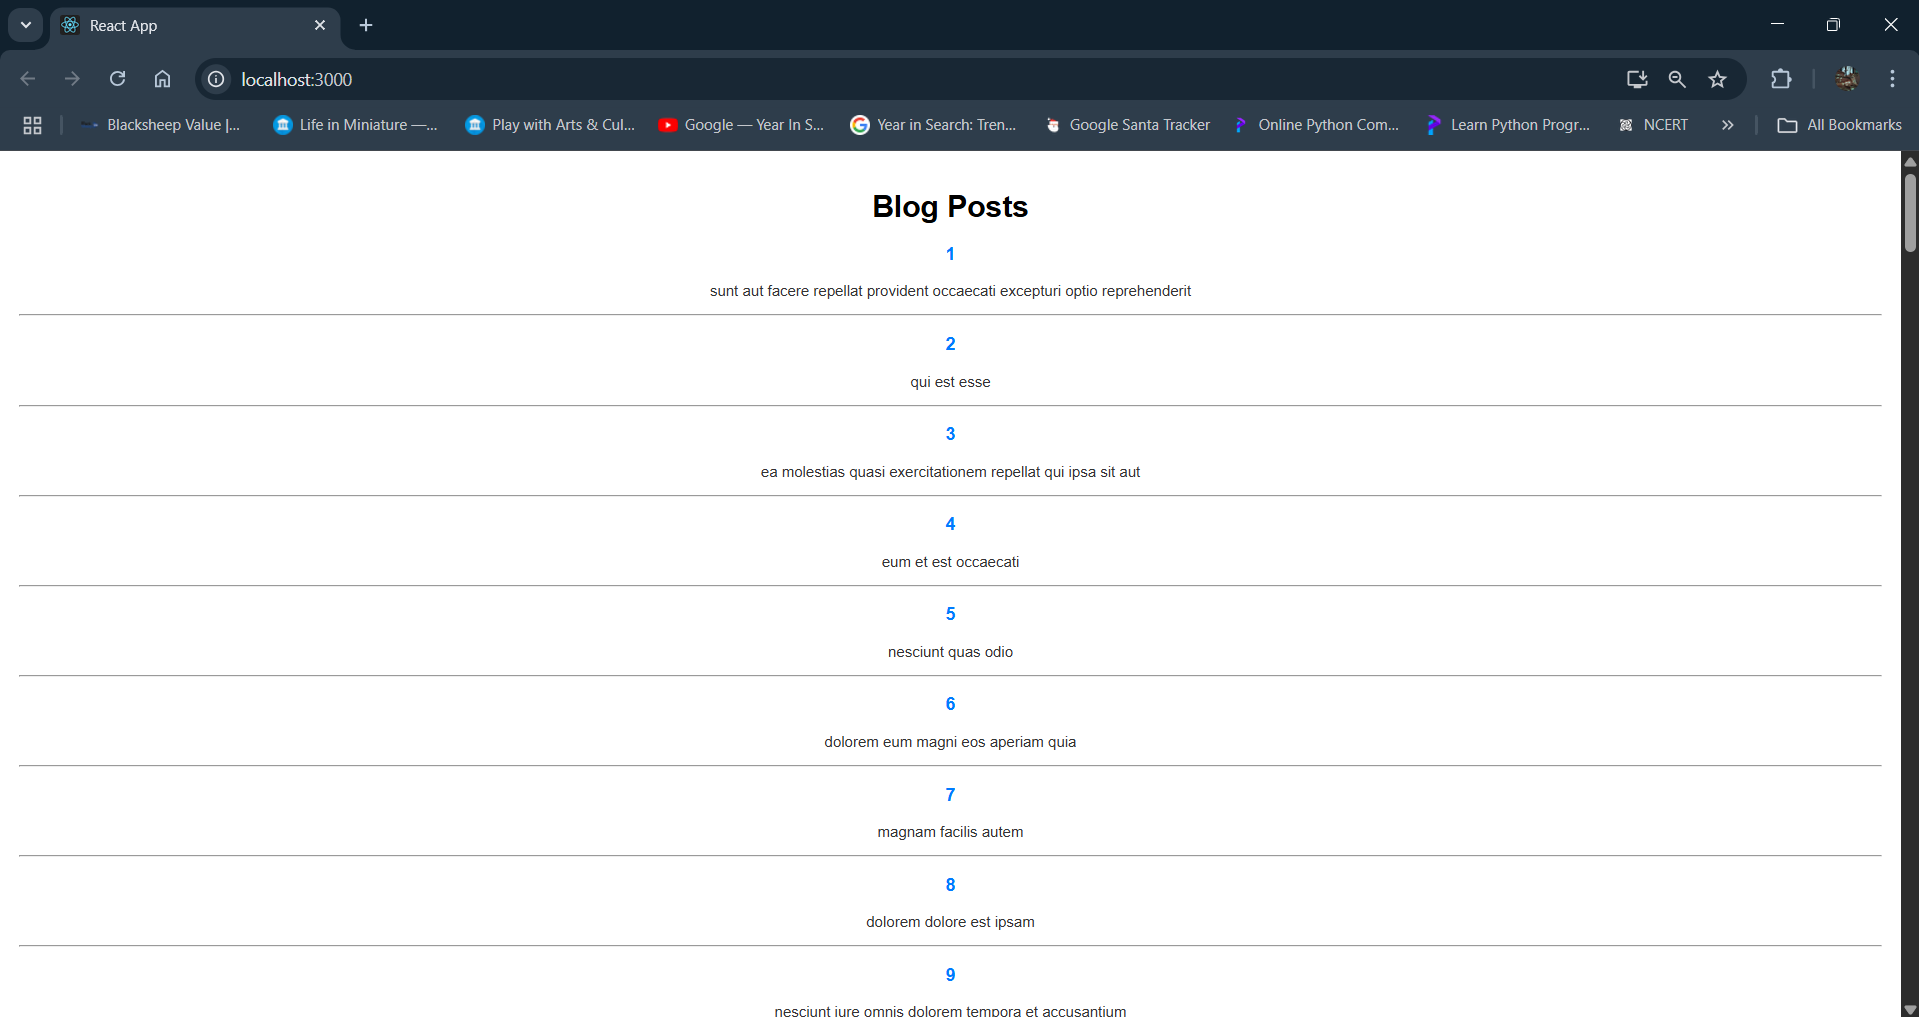 React App
localhost:3000
Blacksheep Value |... Life in Miniature —... Play with Arts & Cul... Google — Year In S... Year in Search: Tren... Google Santa Tracker Online Python Com... Learn Python Progr... NCERT All Bookmarks
Blog Posts
1
sunt aut facere repellat provident occaecati excepturi optio reprehenderit
2
qui est esse
3
ea molestias quasi exercitationem repellat qui ipsa sit aut
4
eum et est occaecati
5
nesciunt quas odio
6
dolorem eum magni eos aperiam quia
7
magnam facilis autem
8
dolorem dolore est ipsam
9
nesciunt iure omnis dolorem tempora et accusantium